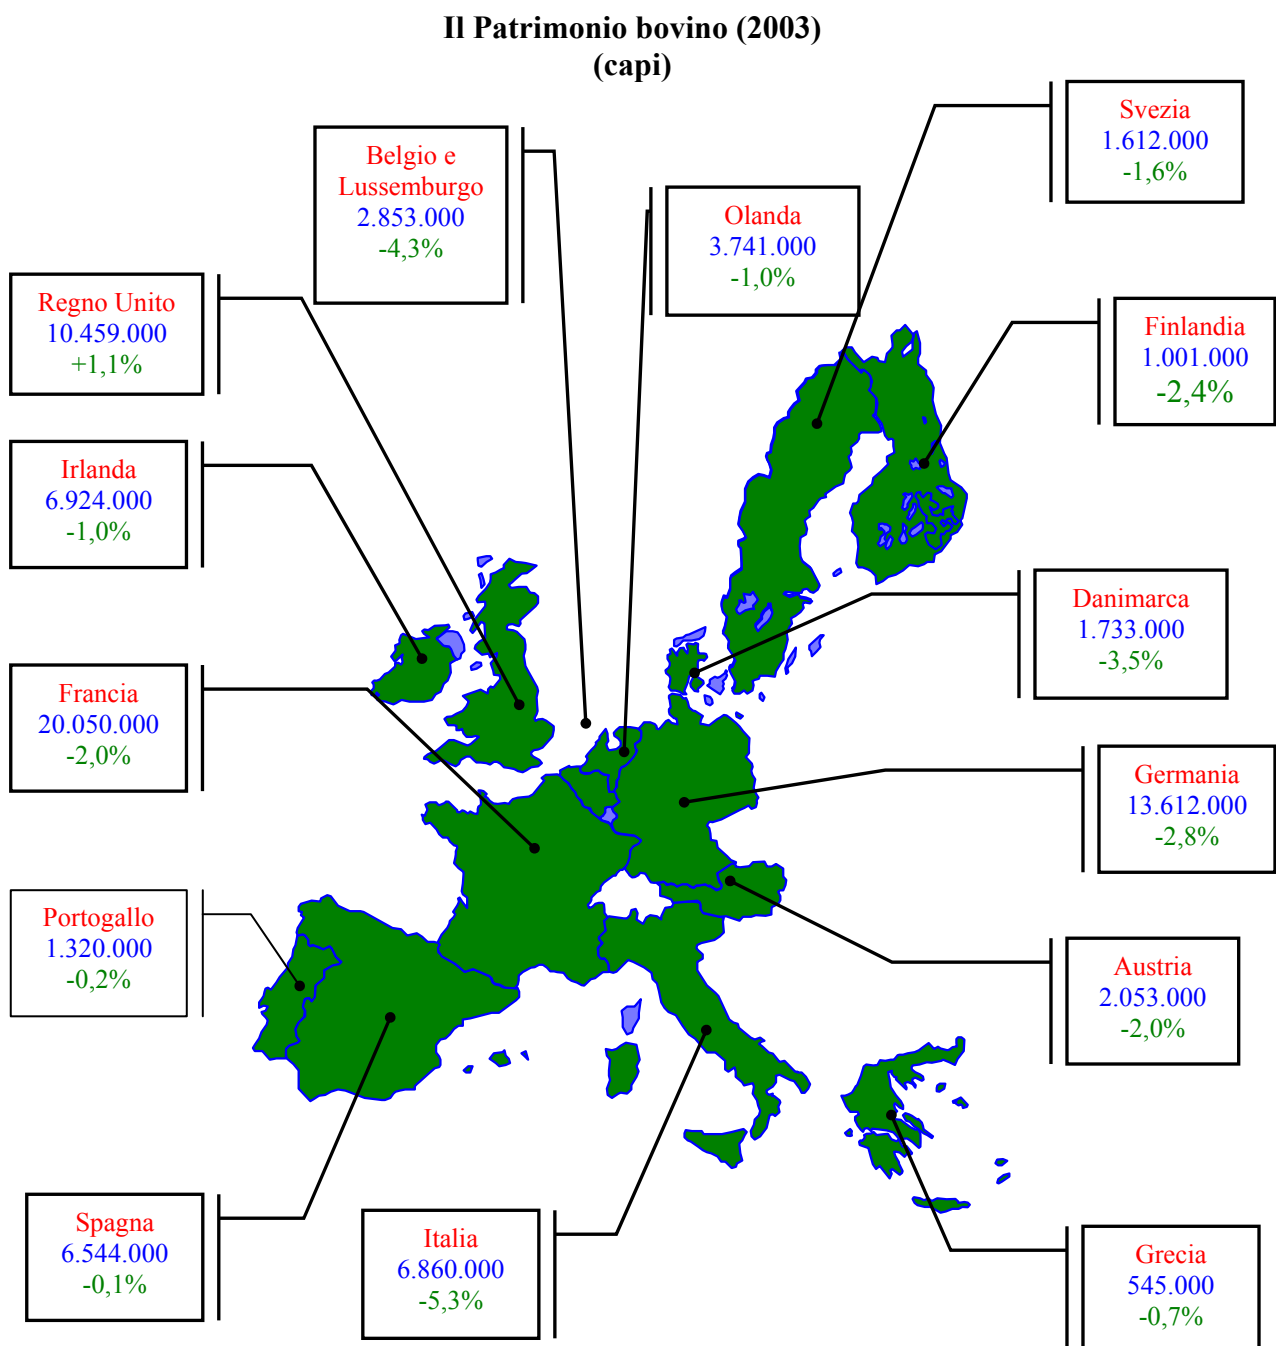 Il Patrimonio bovino (2003)
(capi)
Svezia
1.612.000
-1,6%
Belgio e
Lussemburgo
2.853.000
-4,3%
Olanda
3.741.000
-1,0%
Regno Unito
10.459.000
+1,1%
Finlandia
1.001.000
-2,4%
Irlanda
6.924.000
-1,0%
Danimarca
1.733.000
-3,5%
Francia
20.050.000
-2,0%
Germania
13.612.000
-2,8%
Portogallo
1.320.000
-0,2%
Austria
2.053.000
-2,0%
Spagna
6.544.000
-0,1%
Italia
6.860.000
-5,3%
Grecia
545.000
-0,7%